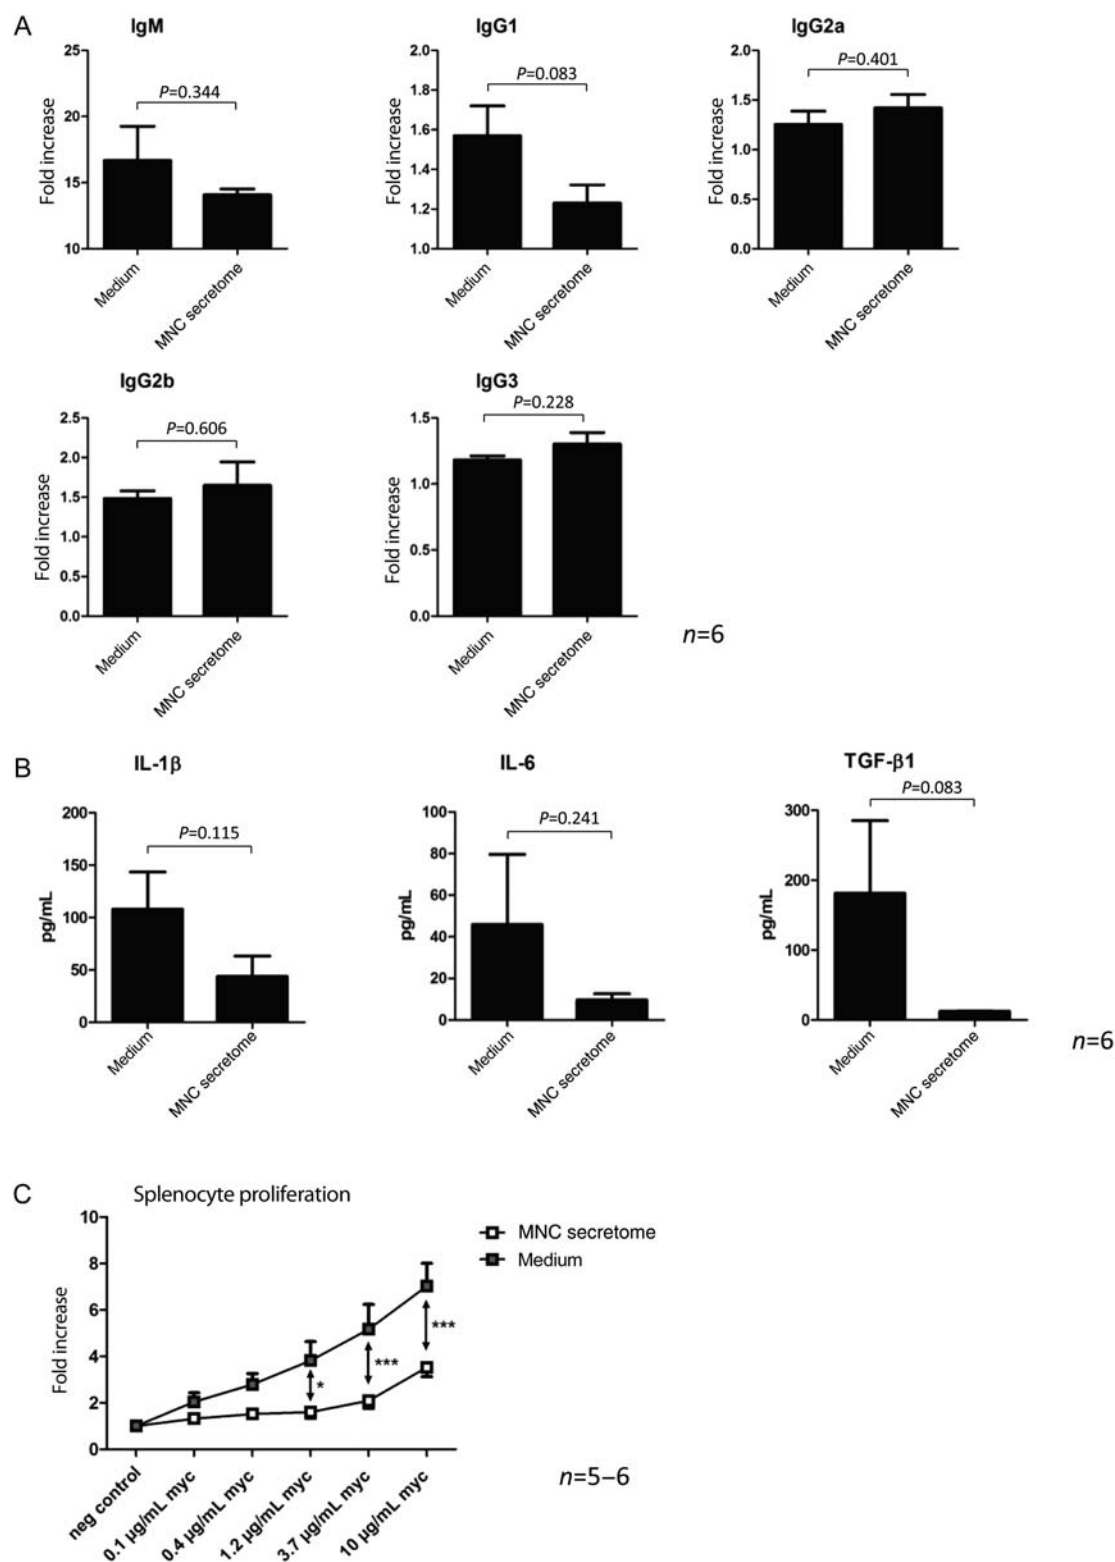 A
IgM
Fold increase
25
20
15
10
P=0.344
Medium
MNC secretome
IgG1
Fold increase
2.0
1.8
1.6
1.4
1.2
1.0
P=0.083
Medium
MNC secretome
IgG2a
Fold increase
2.0
1.5
1.0
0.5
0.0
P=0.401
Medium
MNC secretome
IgG2b
Fold increase
2.5
2.0
1.5
1.0
0.5
0.0
P=0.606
Medium
MNC secretome
IgG3
Fold increase
1.5
1.0
0.5
0.0
P=0.228
Medium
MNC secretome
n=6
B
IL-1β
pg/mL
200
150
100
50
0
P=0.115
Medium
MNC secretome
IL-6
pg/mL
100
80
60
40
20
0
P=0.241
Medium
MNC secretome
TGF-β1
pg/mL
300
200
100
0
P=0.083
Medium
MNC secretome
n=6
C
Splenocyte proliferation
Fold increase
10
8
6
4
2
0
*
***
***
neg control
0.1 µg/mL myc
0.4 µg/mL myc
1.2 µg/mL myc
3.7 µg/mL myc
10 µg/mL myc
MNC secretome
Medium
n=5–6